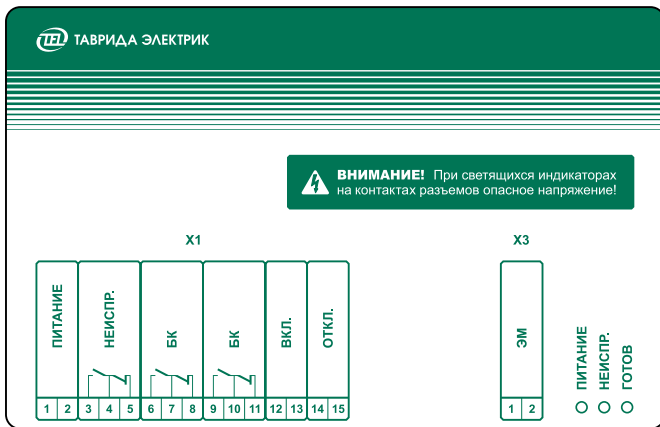 TEL ТАВРИДА ЭЛЕКТРИК
ВНИМАНИЕ! При светящихся индикаторах
на контактах разъемов опасное напряжение!
X1
X3
ПИТАНИЕ
НЕИСПР.
БК
БК
ВКЛ.
ОТКЛ.
ЭМ
ПИТАНИЕ
НЕИСПР.
ГОТОВ
1 2 3 4 5 6 7 8 9 10 11 12 13 14 15
1 2